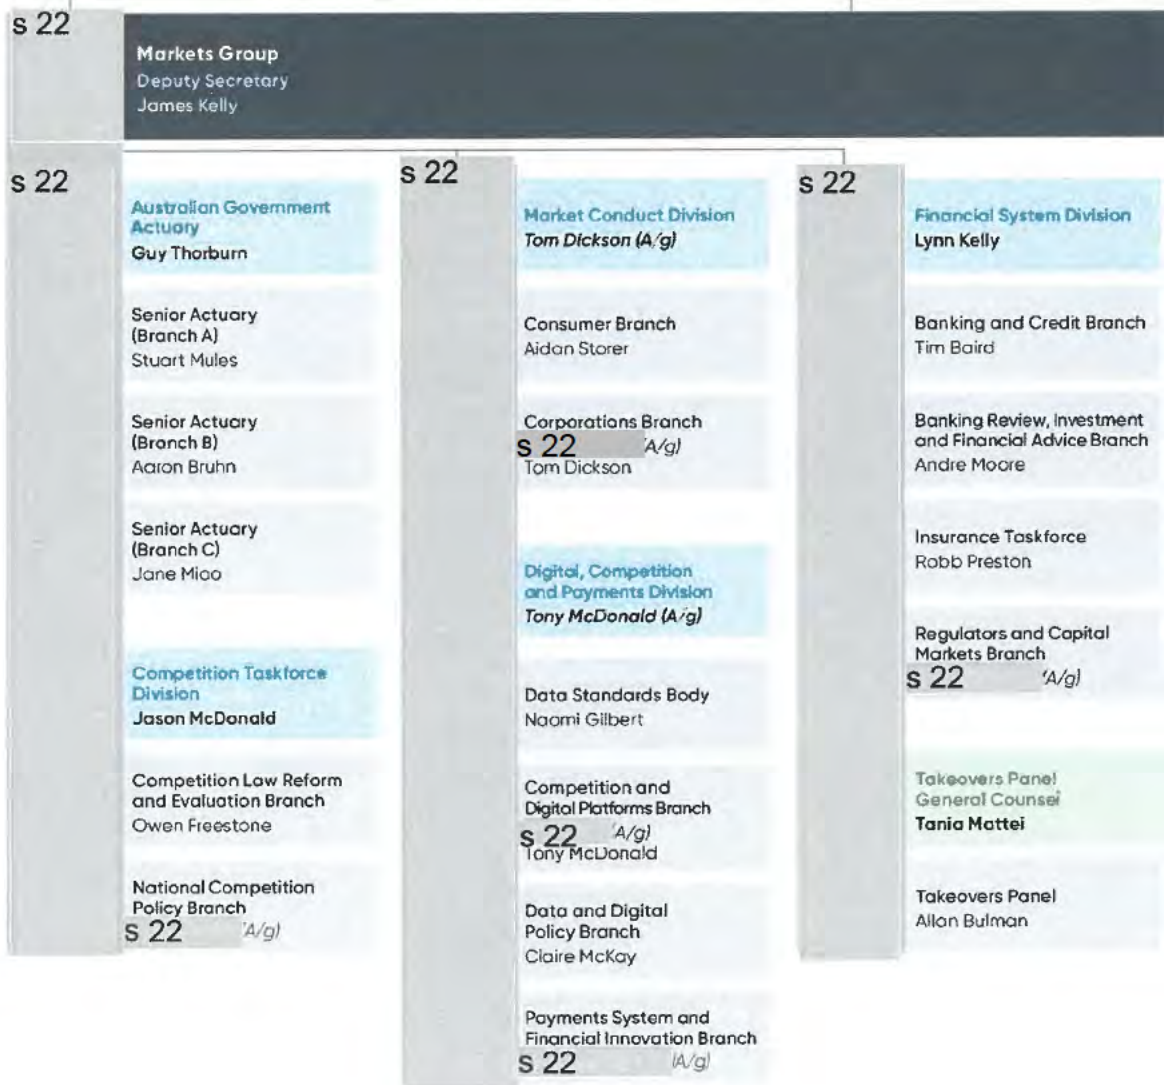 s 22
Markets Group
Deputy Secretary
James Kelly
s 22
Australian Government
Actuary
Guy Thorburn
Senior Actuary
(Branch A)
Stuart Mules
Senior Actuary
(Branch B)
Aaron Bruhn
Senior Actuary
(Branch C)
Jane Miao
Competition Taskforce
Division
Jason McDonald
Competition Law Reform
and Evaluation Branch
Owen Freestone
National Competition
Policy Branch
s 22 (A/g)
s 22
Market Conduct Division
Tom Dickson (A/g)
Consumer Branch
Aidan Storer
Corporations Branch
s 22 (A/g)
Tom Dickson
Digital, Competition
and Payments Division
Tony McDonald (A/g)
Data Standards Body
Naomi Gilbert
Competition and
Digital Platforms Branch
s 22 (A/g)
Tony McDonald
Data and Digital
Policy Branch
Claire McKay
Payments System and
Financial Innovation Branch
s 22 (A/g)
s 22
Financial System Division
Lynn Kelly
Banking and Credit Branch
Tim Baird
Banking Review, Investment
and Financial Advice Branch
Andre Moore
Insurance Taskforce
Robb Preston
Regulators and Capital
Markets Branch
s 22 (A/g)
Takeovers Panel
General Counsel
Tania Mattei
Takeovers Panel
Allan Bulman